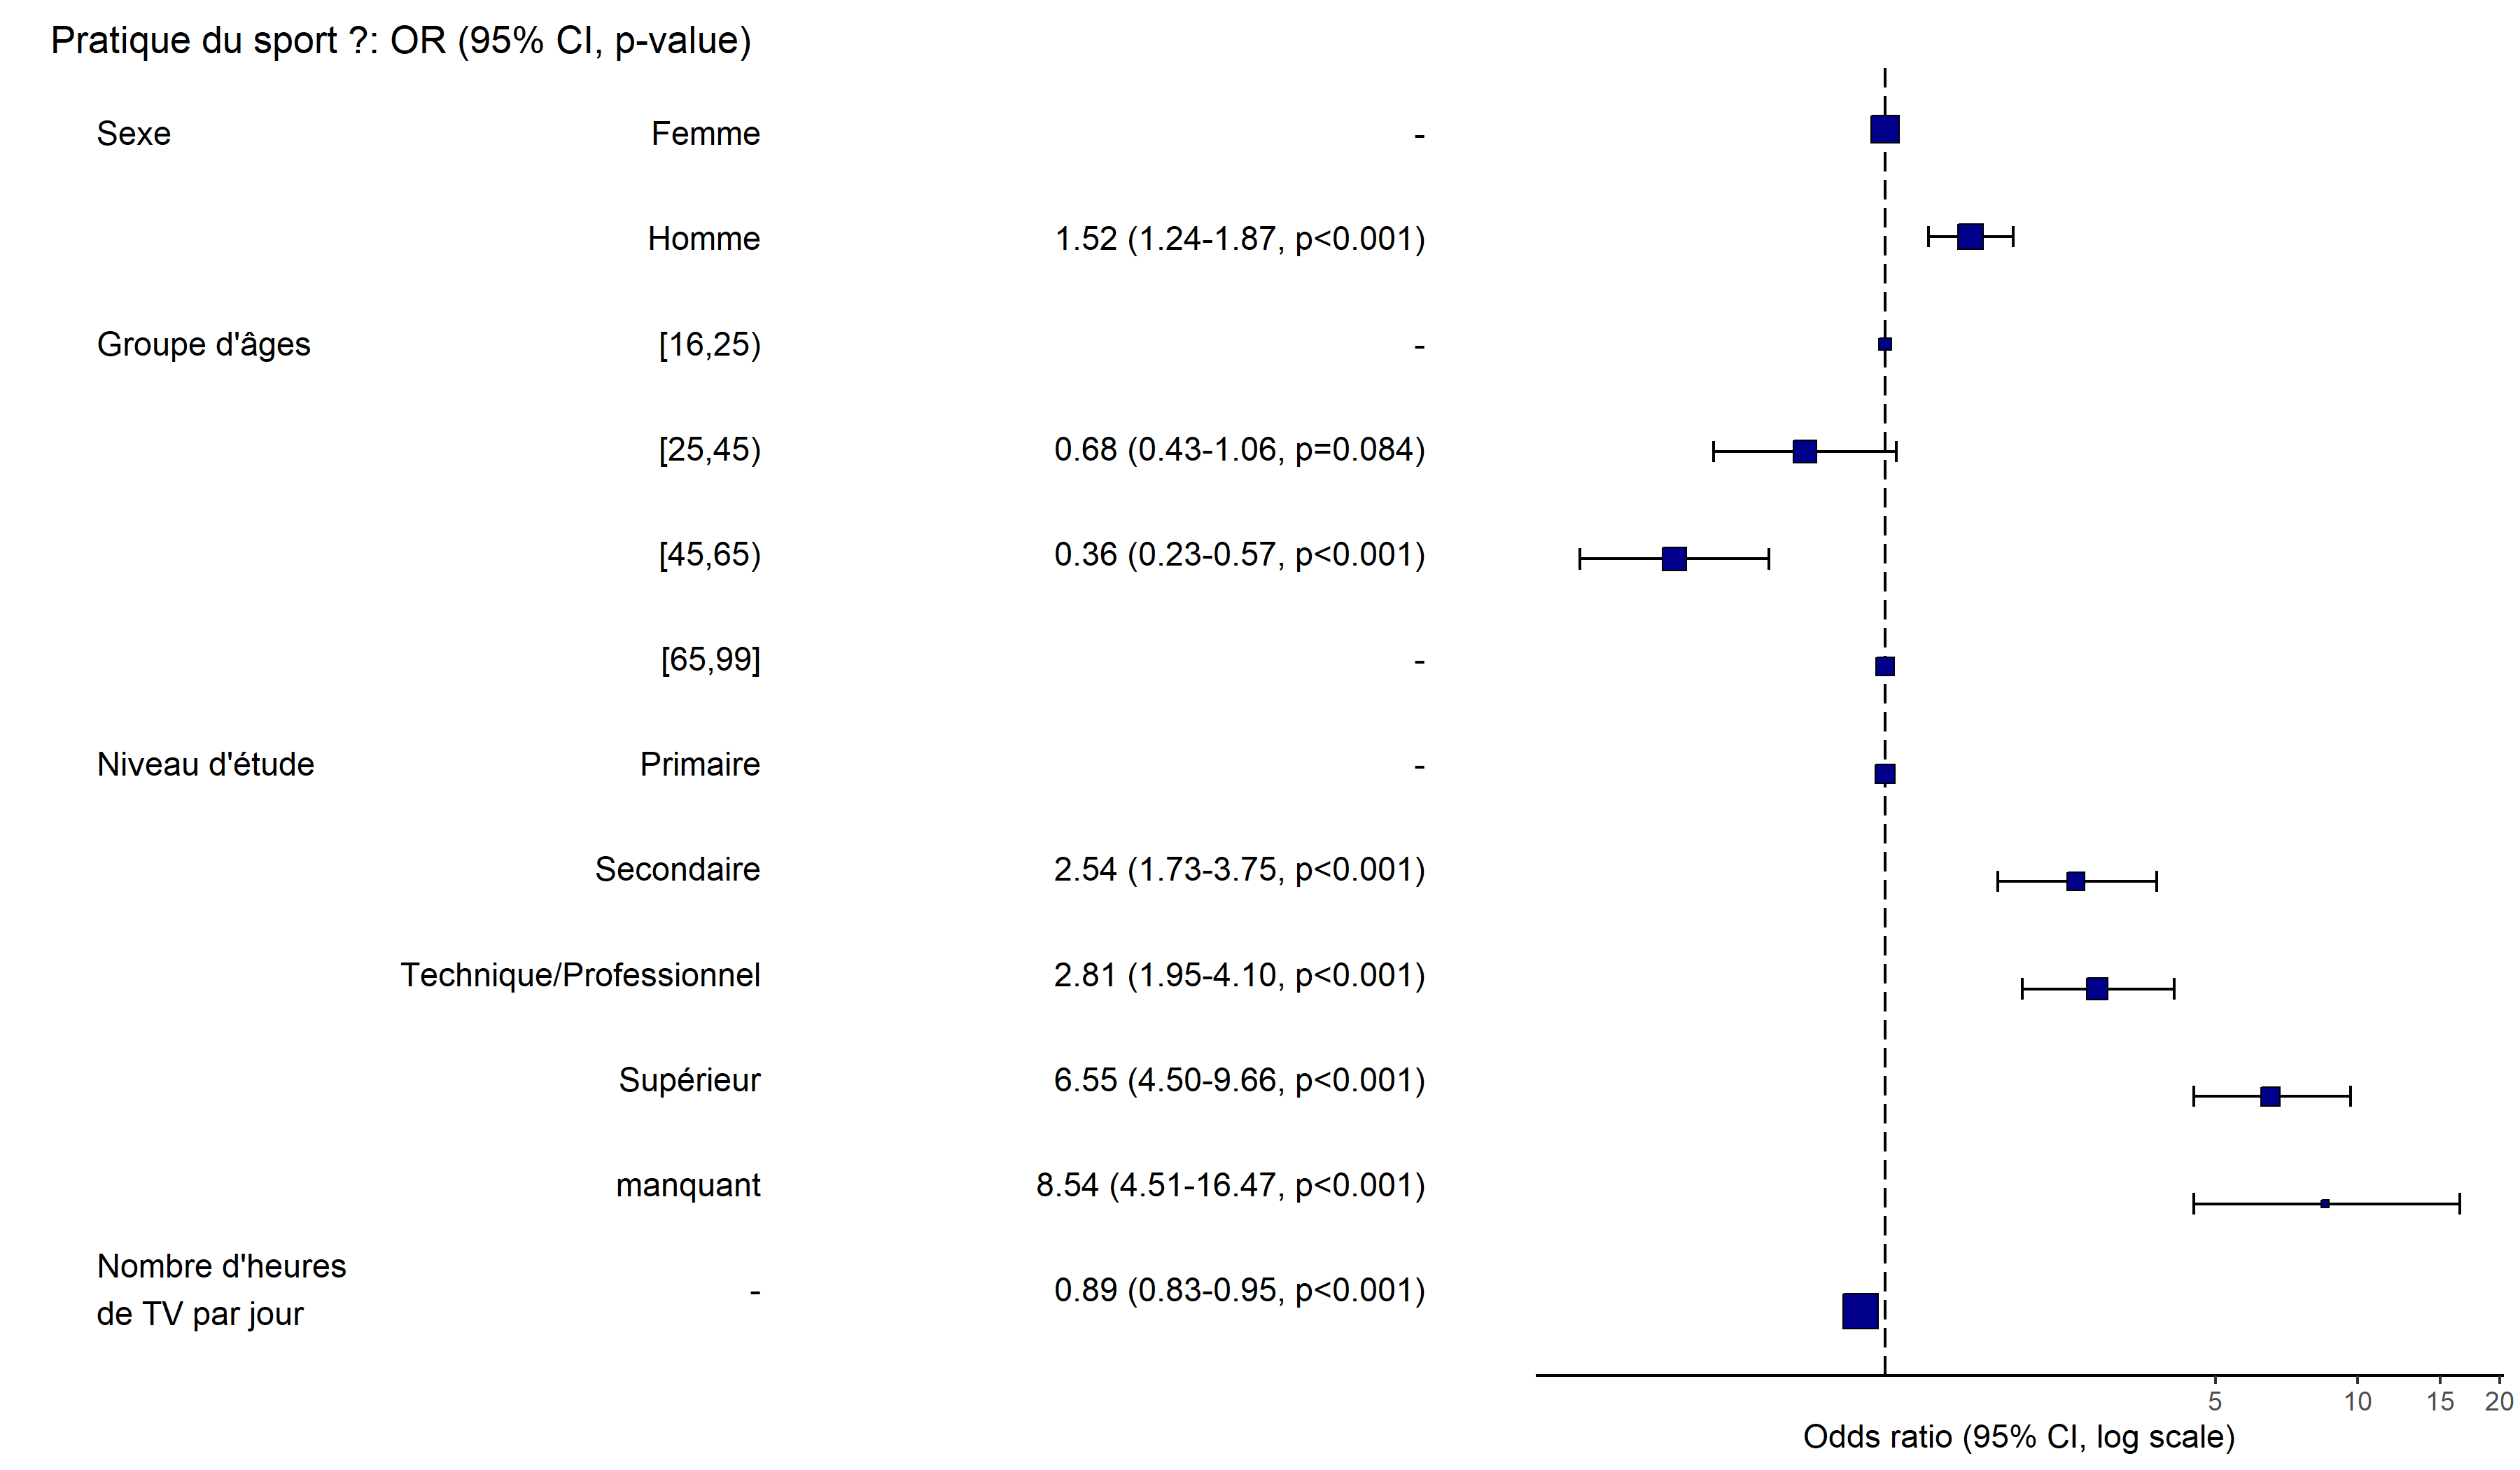 Pratique du sport ?: OR (95% CI, p-value)
Sexe Femme -
Homme 1.52 (1.24-1.87, p<0.001)
Groupe d'âges [16,25) -
[25,45) 0.68 (0.43-1.06, p=0.084)
[45,65) 0.36 (0.23-0.57, p<0.001)
[65,99] -
Niveau d'étude Primaire -
Secondaire 2.54 (1.73-3.75, p<0.001)
Technique/Professionnel 2.81 (1.95-4.10, p<0.001)
Supérieur 6.55 (4.50-9.66, p<0.001)
manquant 8.54 (4.51-16.47, p<0.001)
Nombre d'heures
de TV par jour - 0.89 (0.83-0.95, p<0.001)
5 10 15 20
Odds ratio (95% CI, log scale)